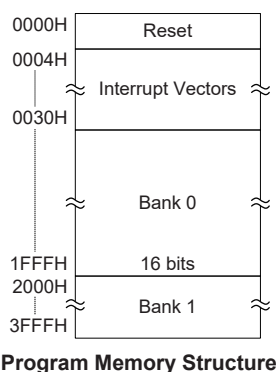 0000H
Reset
0004H
Interrupt Vectors
0030H
Bank 0
1FFFH
16 bits
2000H
Bank 1
3FFFH
Program Memory Structure